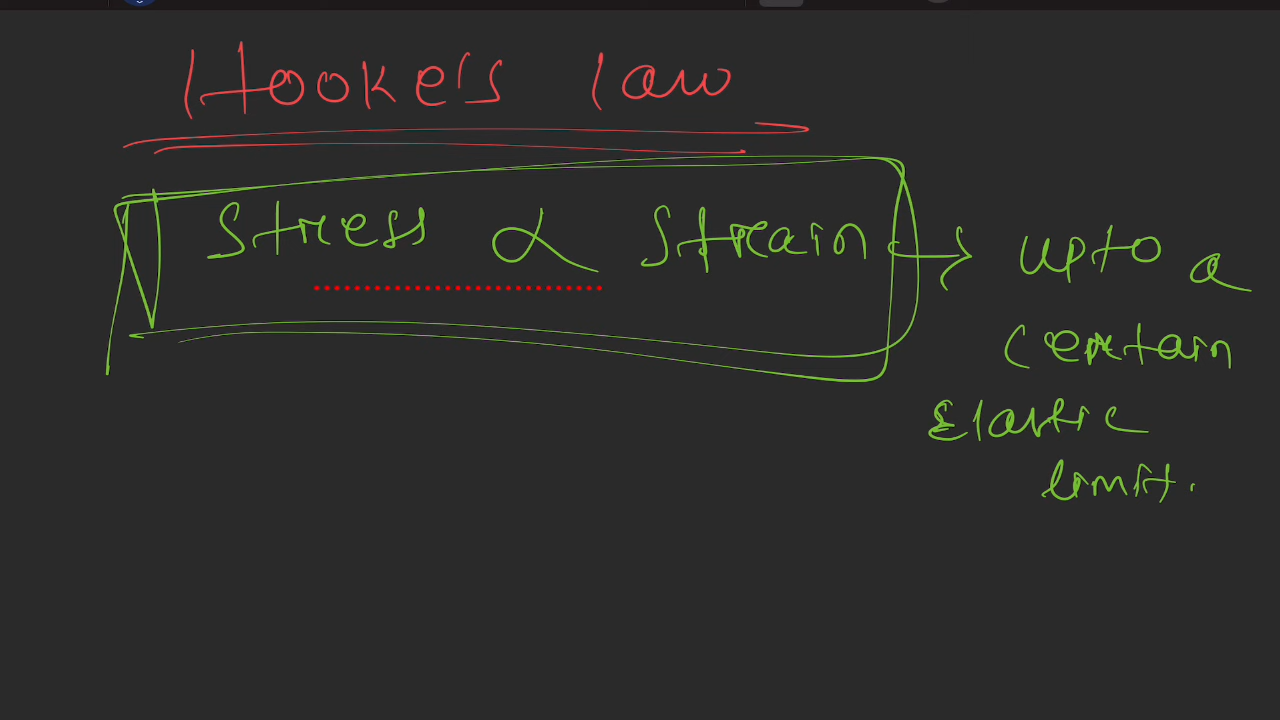 Hooke's law
Stress ∝ Strain → upto a
certain
Elastic
limit.